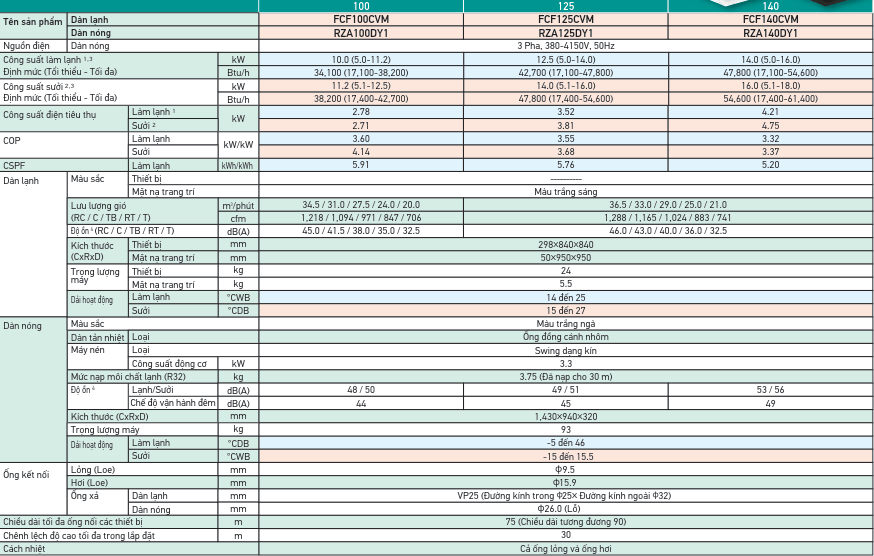 100 125 140
Tên sản phẩm Dàn lạnh FCF100CVM FCF125CVM FCF140CVM
Dàn nóng RZA100DY1 RZA125DY1 RZA140DY1
Nguồn điện Dàn nóng 3 Pha, 380-4150V, 50Hz
Công suất làm lạnh 1,3 kW 10.0 (5.0-11.2) 12.5 (5.0-14.0) 14.0 (5.0-16.0)
Định mức (Tối thiểu - Tối đa) Btu/h 34,100 (17,100-38,200) 42,700 (17,100-47,800) 47,800 (17,100-54,600)
Công suất sưởi 2,3 kW 11.2 (5.1-12.5) 14.0 (5.1-16.0) 16.0 (5.1-18.0)
Định mức (Tối thiểu - Tối đa) Btu/h 38,200 (17,400-42,700) 47,800 (17,400-54,600) 54,600 (17,400-61,400)
Công suất điện tiêu thụ Làm lạnh 1 kW 2.78 3.52 4.21
Sưởi 2 2.71 3.81 4.75
COP Làm lạnh kW/kW 3.60 3.55 3.32
Sưởi 4.14 3.68 3.37
CSPF Làm lạnh kWh/kWh 5.91 5.76 5.20
Dàn lạnh Màu sắc Thiết bị ----------
Mặt nạ trang trí Màu trắng sáng
Lưu lượng gió m³/phút 34.5 / 31.0 / 27.5 / 24.0 / 20.0 36.5 / 33.0 / 29.0 / 25.0 / 21.0
(RC / C / TB / RT / T) cfm 1,218 / 1,094 / 971 / 847 / 706 1,288 / 1,165 / 1,024 / 883 / 741
Độ ồn 4 (RC / C / TB / RT / T) dB(A) 45.0 / 41.5 / 38.0 / 35.0 / 32.5 46.0 / 43.0 / 40.0 / 36.0 / 32.5
Kích thước (CxRxD) Thiết bị mm 298×840×840
Mặt nạ trang trí mm 50×950×950
Trọng lượng máy Thiết bị kg 24
Mặt nạ trang trí kg 5.5
Dải hoạt động Làm lạnh °CWB 14 đến 25
Sưởi °CDB 15 đến 27
Dàn nóng Màu sắc Màu trắng ngà
Dàn tản nhiệt Loại Ống đồng cánh nhôm
Máy nén Loại Swing dạng kín
Công suất động cơ kW 3.3
Mức nạp môi chất lạnh (R32) kg 3.75 (Đã nạp cho 30 m)
Độ ồn 4 Lạnh/Sưởi dB(A) 48 / 50 49 / 51 53 / 56
Chế độ vận hành đêm dB(A) 44 45 49
Kích thước (CxRxD) mm 1,430×940×320
Trọng lượng máy kg 93
Dải hoạt động Làm lạnh °CDB -5 đến 46
Sưởi °CWB -15 đến 15.5
Ống kết nối Lỏng (Loe) mm Φ9.5
Hơi (Loe) mm Φ15.9
Ống xả Dàn lạnh mm VP25 (Đường kính trong Φ25× Đường kính ngoài Φ32)
Dàn nóng mm Φ26.0 (Lỗ)
Chiều dài tối đa ống nối các thiết bị m 75 (Chiều dài tương đương 90)
Chênh lệch độ cao tối đa trong lắp đặt m 30
Cách nhiệt Cả ống lỏng và ống hơi